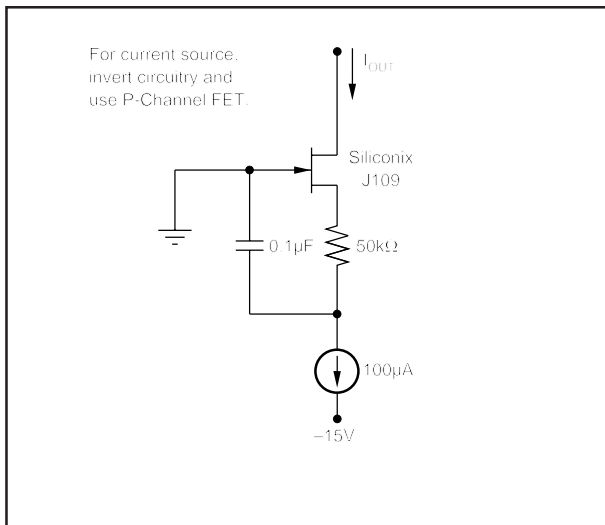 For current source,
invert circuitry and
use P-Channel FET.
IOUT
Siliconix
J109
0.1µF
50kΩ
100µA
–15V